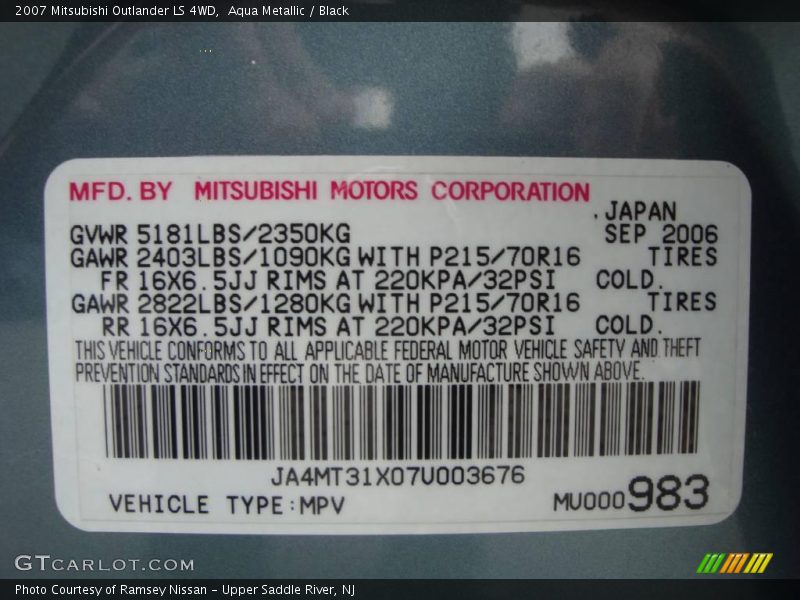 2007 Mitsubishi Outlander LS 4WD,  Aqua Metallic / Black
MFD. BY MITSUBISHI MOTORS CORPORATION
.JAPAN
GVWR 5181LBS/2350KG SEP 2006
GAWR 2403LBS/1090KG WITH P215/70R16 TIRES
FR 16X6.5JJ RIMS AT 220KPA/32PSI COLD.
GAWR 2822LBS/1280KG WITH P215/70R16 TIRES
RR 16X6.5JJ RIMS AT 220KPA/32PSI COLD.
THIS VEHICLE CONFORMS TO ALL APPLICABLE FEDERAL MOTOR VEHICLE SAFETY AND THEFT
PREVENTION STANDARDS IN EFFECT ON THE DATE OF MANUFACTURE SHOWN ABOVE.
JA4MT31X07U003676
VEHICLE TYPE:MPV MU000983
GTCARLOT.COM
Photo Courtesy of Ramsey Nissan - Upper Saddle River, NJ